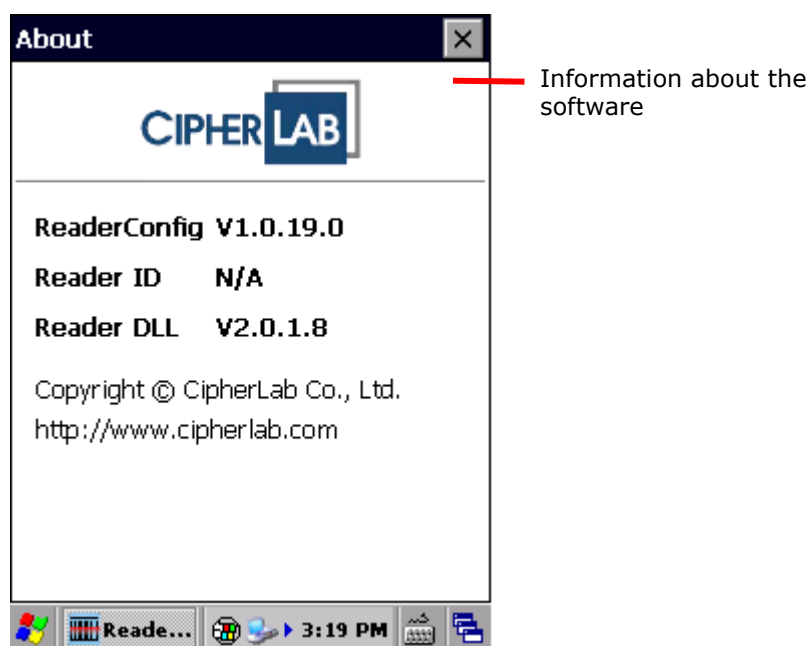 About
CIPHERLAB
Information about the
software
ReaderConfig V1.0.19.0
Reader ID N/A
Reader DLL V2.0.1.8
Copyright © CipherLab Co., Ltd.
http://www.cipherlab.com
Reade... 3:19 PM